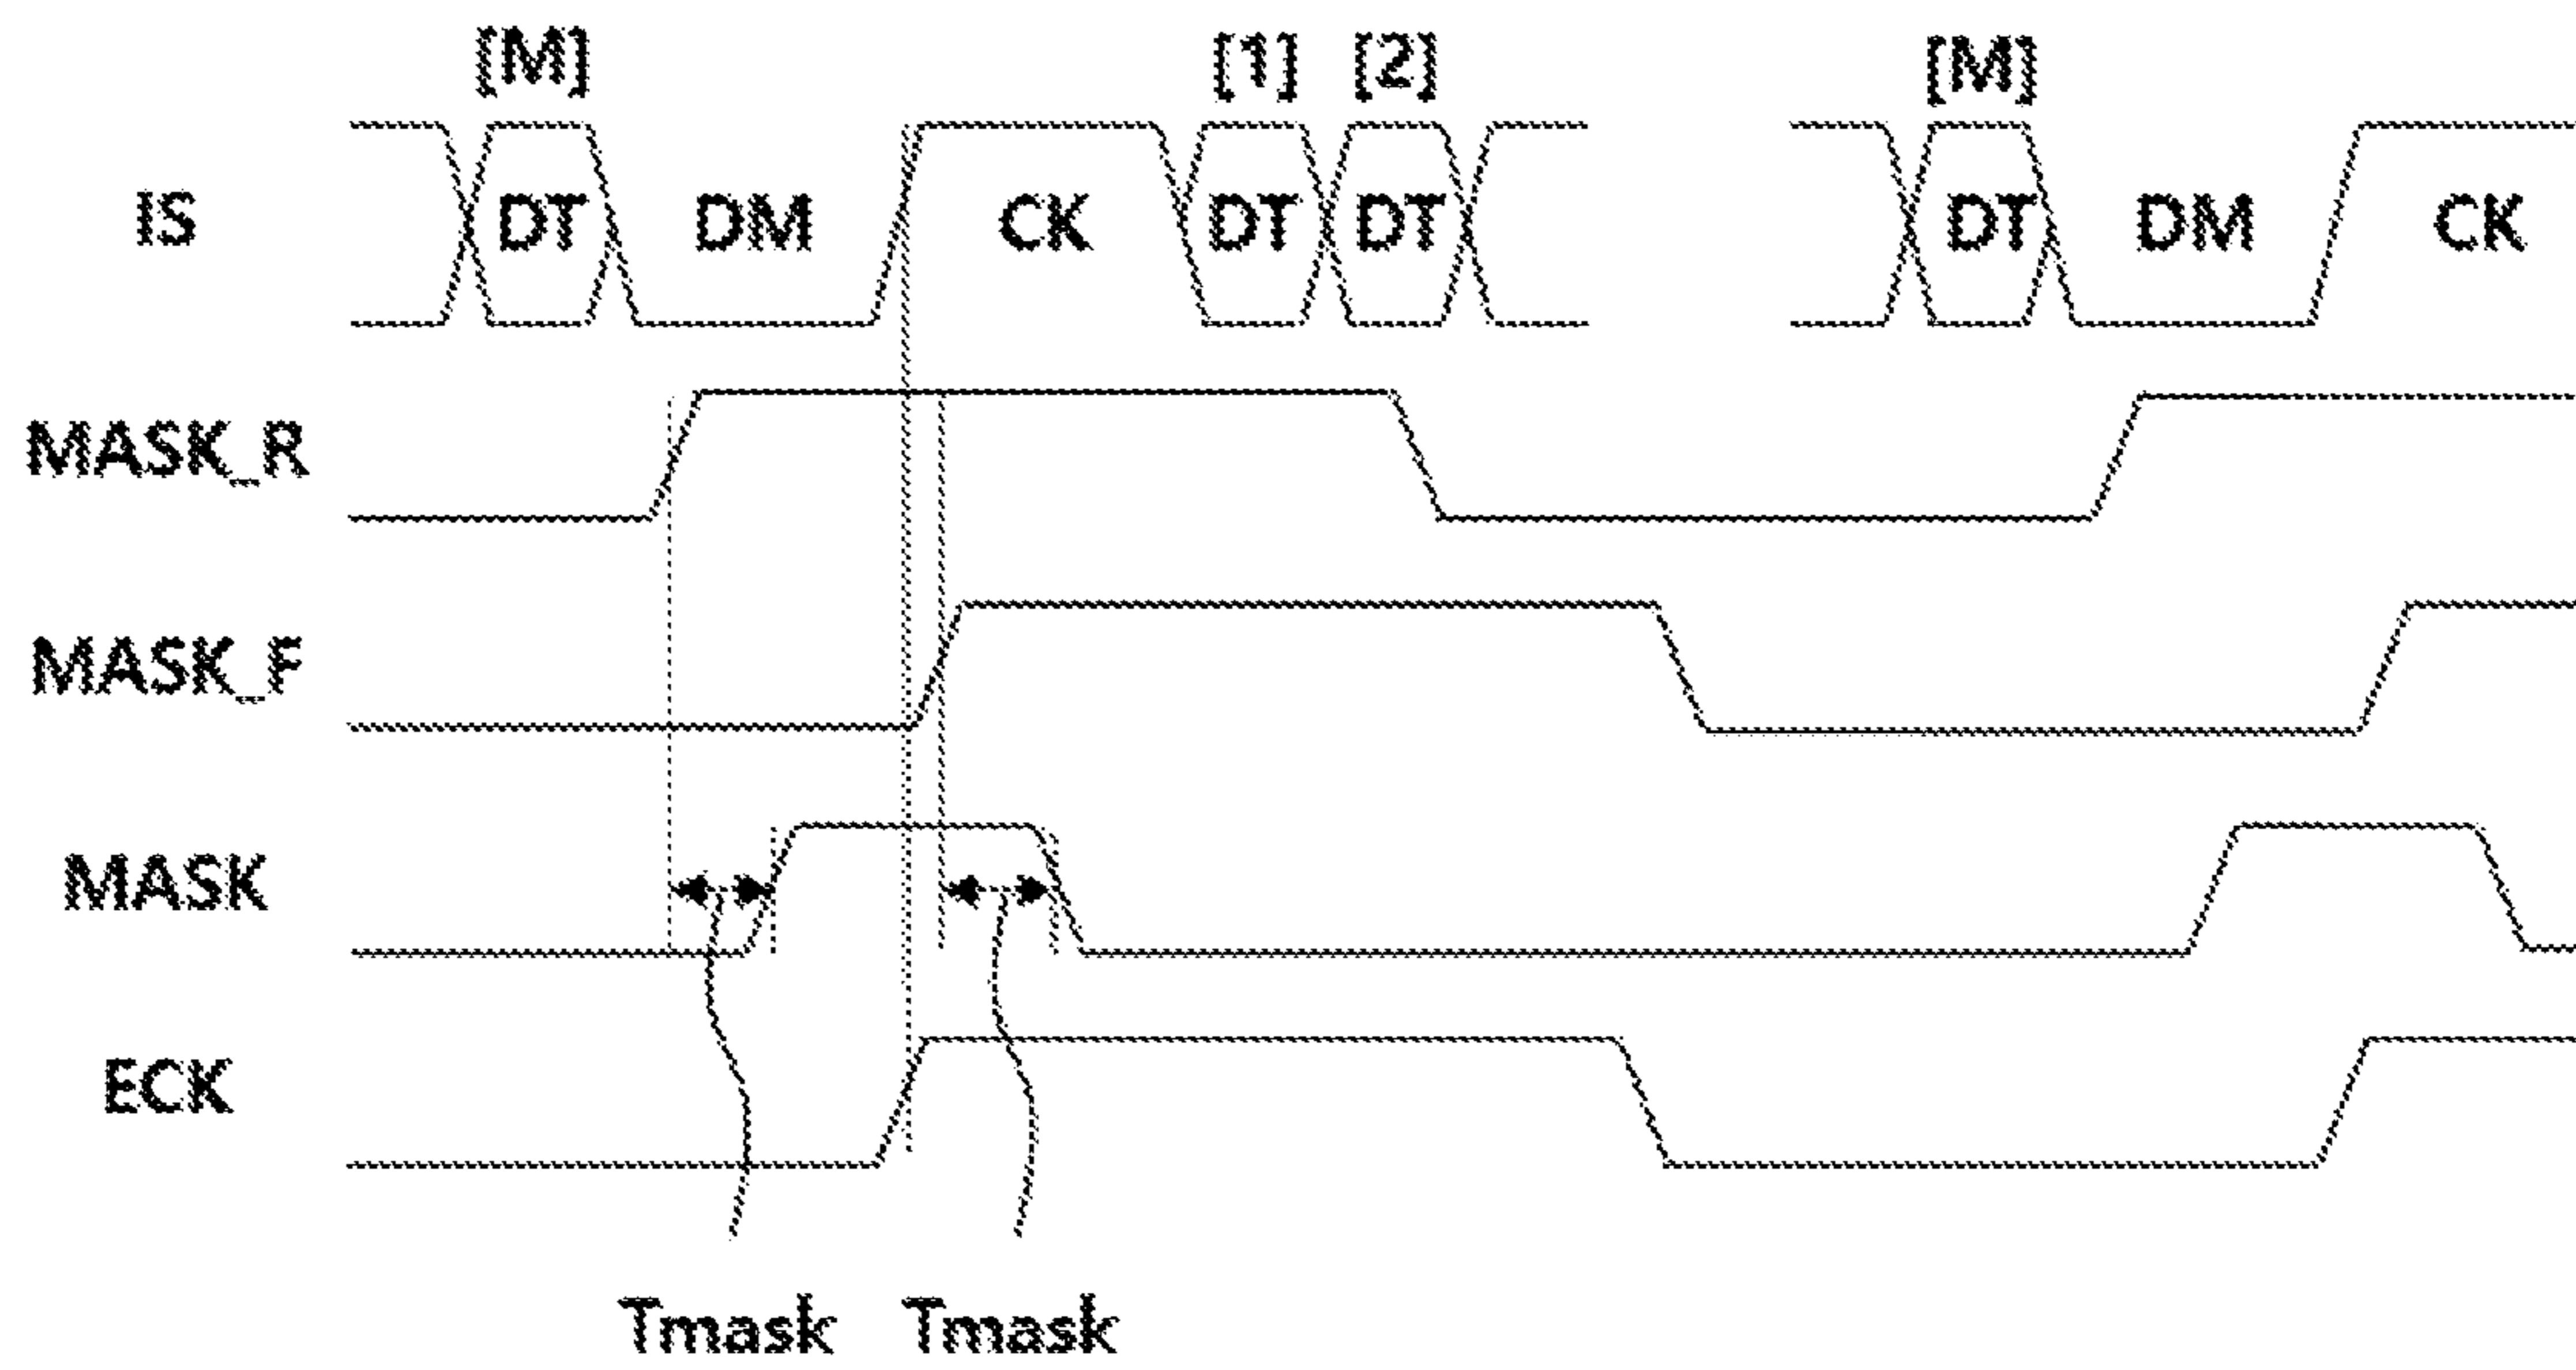 [M] [1] [2] [M]
IS DT DM CK DT DT DT DM CK
MASK_R
MASK_F
MASK
ECK
Tmask Tmask